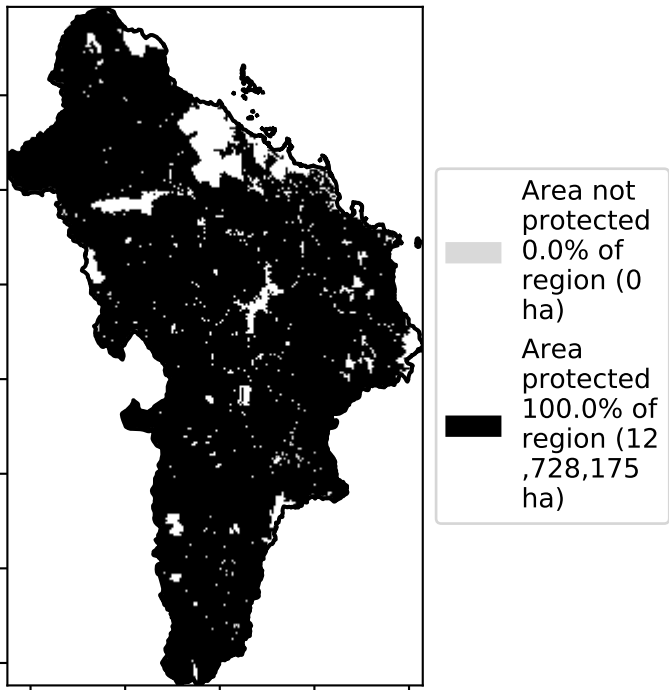 Area not
protected
0.0% of
region (0
ha)
Area
protected
100.0% of
region (12
,728,175
ha)